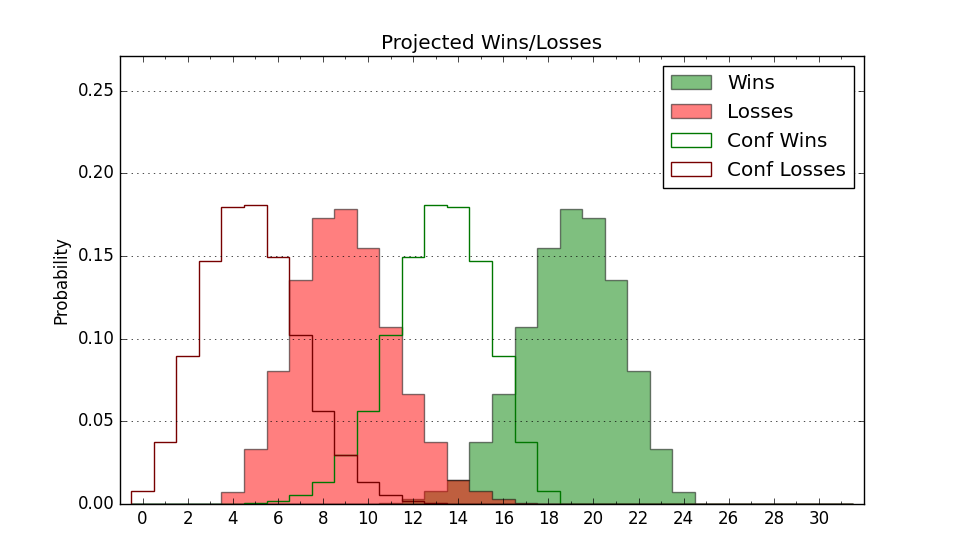 Projected Wins/Losses
0.25
0.20
0.15
0.10
0.05
0.00
Probability
Wins
Losses
Conf Wins
Conf Losses
0 2 4 6 8 10 12 14 16 18 20 22 24 26 28 30